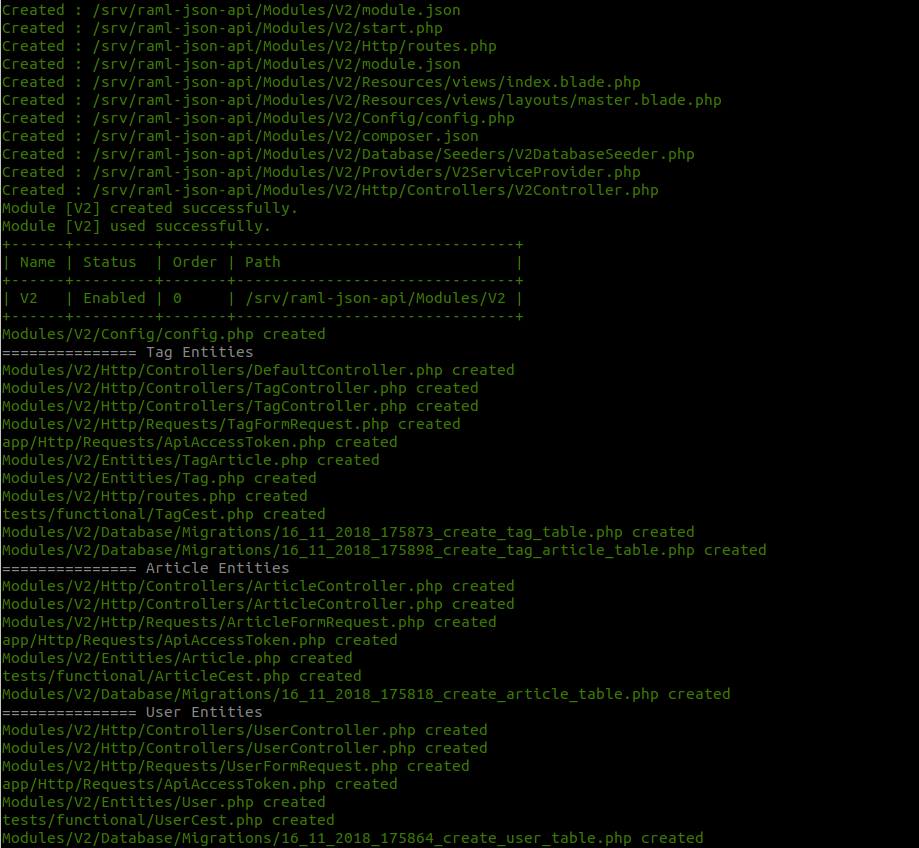 Created : /srv/raml-json-api/Modules/V2/module.json
Created : /srv/raml-json-api/Modules/V2/start.php
Created : /srv/raml-json-api/Modules/V2/Http/routes.php
Created : /srv/raml-json-api/Modules/V2/module.json
Created : /srv/raml-json-api/Modules/V2/Resources/views/index.blade.php
Created : /srv/raml-json-api/Modules/V2/Resources/views/layouts/master.blade.php
Created : /srv/raml-json-api/Modules/V2/Config/config.php
Created : /srv/raml-json-api/Modules/V2/composer.json
Created : /srv/raml-json-api/Modules/V2/Database/Seeders/V2DatabaseSeeder.php
Created : /srv/raml-json-api/Modules/V2/Providers/V2ServiceProvider.php
Created : /srv/raml-json-api/Modules/V2/Http/Controllers/V2Controller.php
Module [V2] created successfully.
Module [V2] used successfully.
+------+---------+-------+-------------------------------+
| Name | Status  | Order | Path                          |
+------+---------+-------+-------------------------------+
| V2   | Enabled | 0     | /srv/raml-json-api/Modules/V2 |
+------+---------+-------+-------------------------------+
Modules/V2/Config/config.php created
=============== Tag Entities
Modules/V2/Http/Controllers/DefaultController.php created
Modules/V2/Http/Controllers/TagController.php created
Modules/V2/Http/Controllers/TagController.php created
Modules/V2/Http/Requests/TagFormRequest.php created
app/Http/Requests/ApiAccessToken.php created
Modules/V2/Entities/TagArticle.php created
Modules/V2/Entities/Tag.php created
Modules/V2/Http/routes.php created
tests/functional/TagCest.php created
Modules/V2/Database/Migrations/16_11_2018_175873_create_tag_table.php created
Modules/V2/Database/Migrations/16_11_2018_175898_create_tag_article_table.php created
=============== Article Entities
Modules/V2/Http/Controllers/ArticleController.php created
Modules/V2/Http/Controllers/ArticleController.php created
Modules/V2/Http/Requests/ArticleFormRequest.php created
app/Http/Requests/ApiAccessToken.php created
Modules/V2/Entities/Article.php created
tests/functional/ArticleCest.php created
Modules/V2/Database/Migrations/16_11_2018_175818_create_article_table.php created
=============== User Entities
Modules/V2/Http/Controllers/UserController.php created
Modules/V2/Http/Controllers/UserController.php created
Modules/V2/Http/Requests/UserFormRequest.php created
app/Http/Requests/ApiAccessToken.php created
Modules/V2/Entities/User.php created
tests/functional/UserCest.php created
Modules/V2/Database/Migrations/16_11_2018_175864_create_user_table.php created